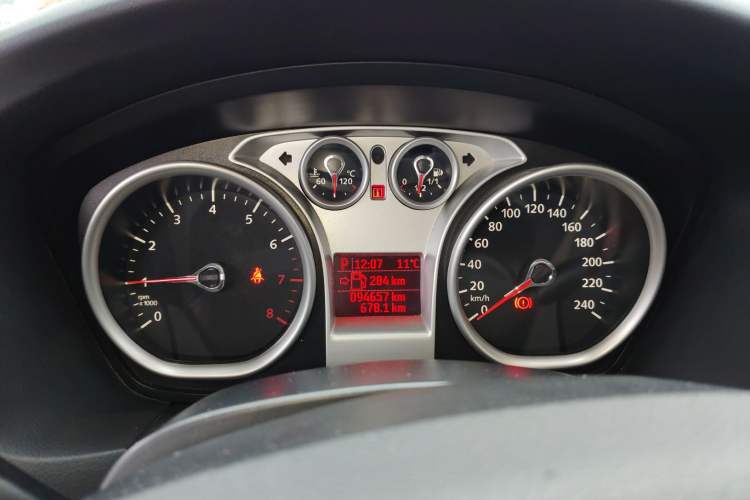 60 °C 120
0 1/2 1/1
0 1 2 3 4 5 6 7 8
rpm
x1000
P 12:07 11°C
204 km
094657 km
678.1 km
0 20 40 60 80 100 120 140 160 180 200 220 240
km/h